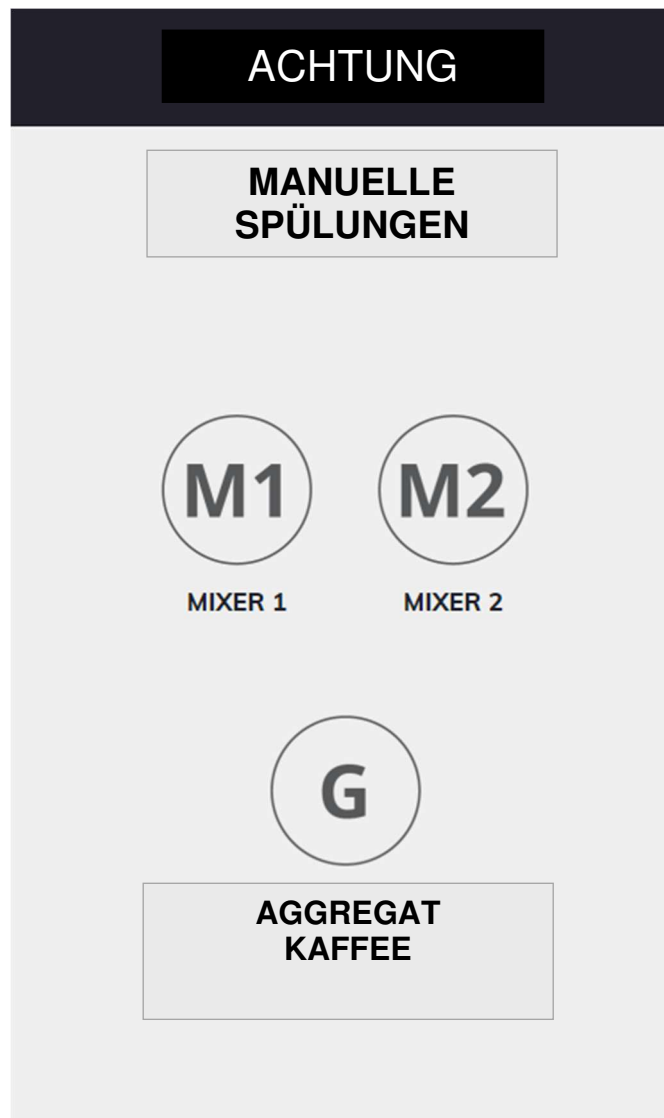 ACHTUNG
MANUELLE
SPÜLUNGEN
M1 M2
MIXER 1 MIXER 2
G
AGGREGAT
KAFFEE